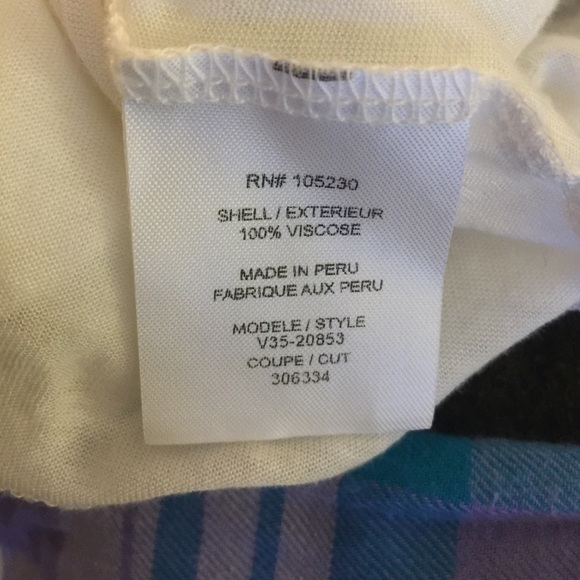 RN# 105230
SHELL / EXTERIEUR
100% VISCOSE
MADE IN PERU
FABRIQUE AUX PERU
MODELE / STYLE
V35-20853
COUPE / CUT
306334